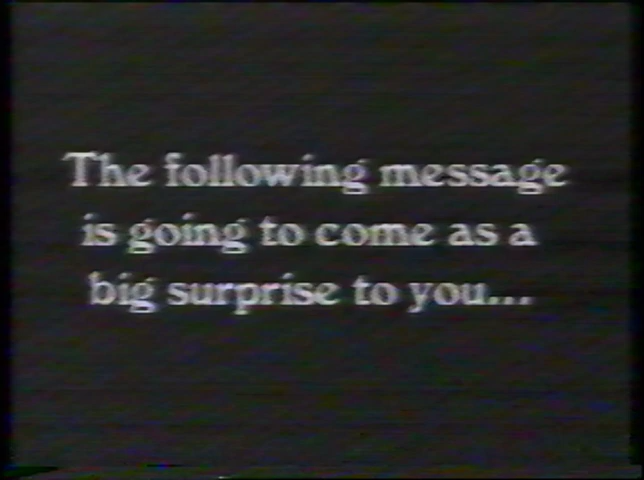 The following message
is going to come as a
big surprise to you...